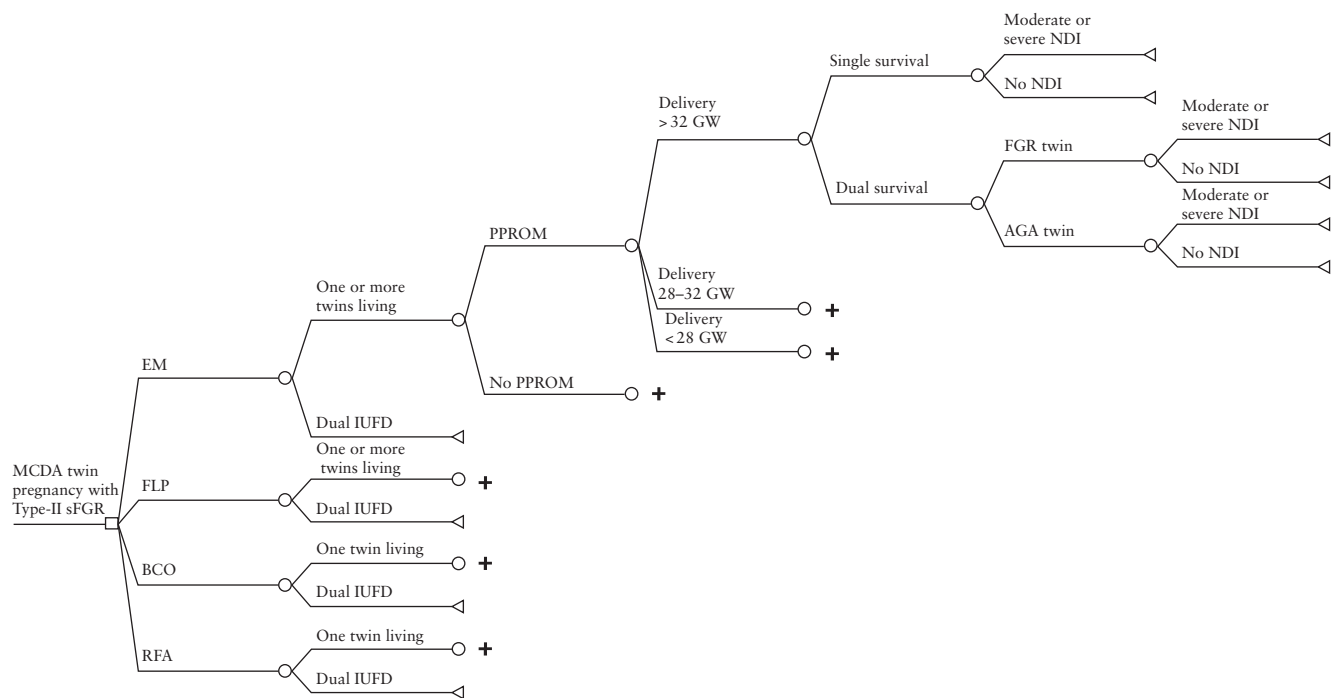 MCDA twin
pregnancy with
Type-II sFGR
EM
One or more
twins living
PPROM
Delivery
> 32 GW
Single survival
Moderate or
severe NDI
No NDI
Dual survival
FGR twin
Moderate or
severe NDI
No NDI
AGA twin
Moderate or
severe NDI
No NDI
Delivery
28–32 GW
+
Delivery
< 28 GW
+
No PPROM
+
Dual IUFD
FLP
One or more
twins living
+
Dual IUFD
BCO
One twin living
+
Dual IUFD
RFA
One twin living
+
Dual IUFD